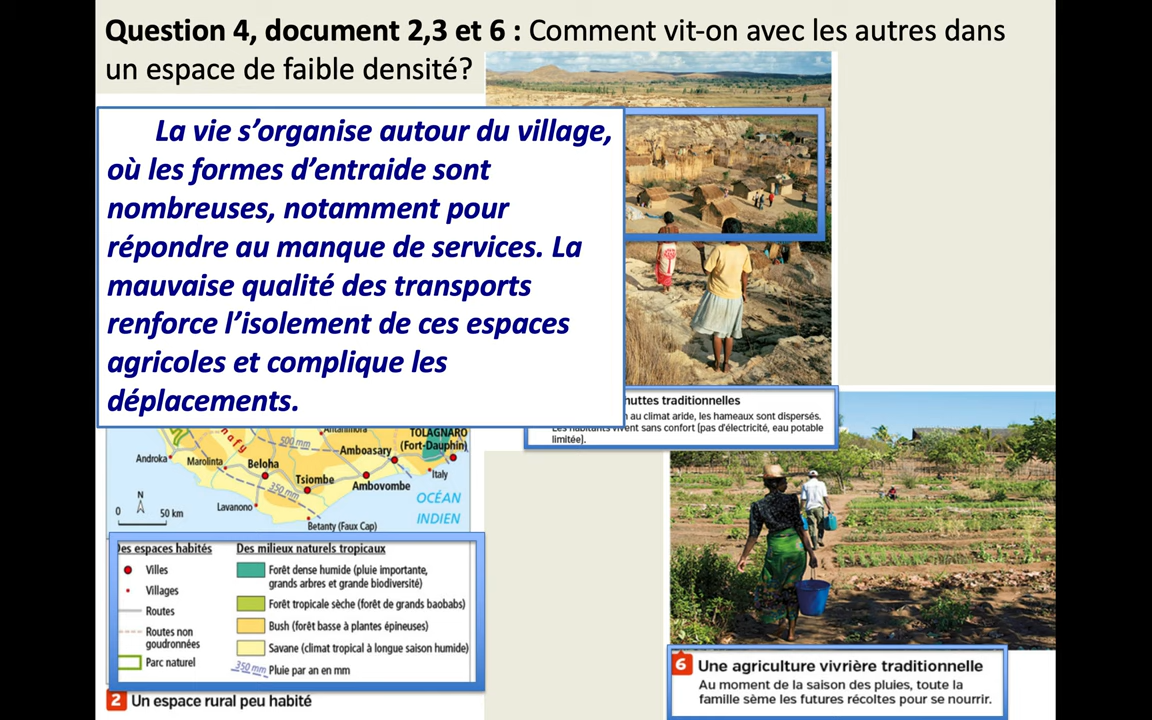 Question 4, document 2,3 et 6 : Comment vit-on avec les autres dans
un espace de faible densité?
La vie s’organise autour du village,
où les formes d’entraide sont
nombreuses, notamment pour
répondre au manque de services. La
mauvaise qualité des transports
renforce l’isolement de ces espaces
agricoles et complique les
déplacements.
huttes traditionnelles
au climat aride, les hameaux sont dispersés.
Les habitants vivent sans confort (pas d’électricité, eau potable
limitée).
500 mm
TOLAGNARO
(Fort-Dauphin)
Androka
Marolinta
Beloha
Amboasary
Italy
Tsiombe
Ambovombe
350 mm
Lavanono
OCÉAN
INDIEN
N
0 50 km
Betanty (Faux Cap)
Des espaces habités
Villes
Villages
Routes
Routes non
goudronnées
Parc naturel
Des milieux naturels tropicaux
Forêt dense humide (pluie importante,
grands arbres et grande biodiversité)
Forêt tropicale sèche (forêt de grands baobabs)
Bush (forêt basse à plantes épineuses)
Savane (climat tropical à longue saison humide)
350 mm Pluie par an en mm
2 Un espace rural peu habité
6 Une agriculture vivrière traditionnelle
Au moment de la saison des pluies, toute la
famille sème les futures récoltes pour se nourrir.